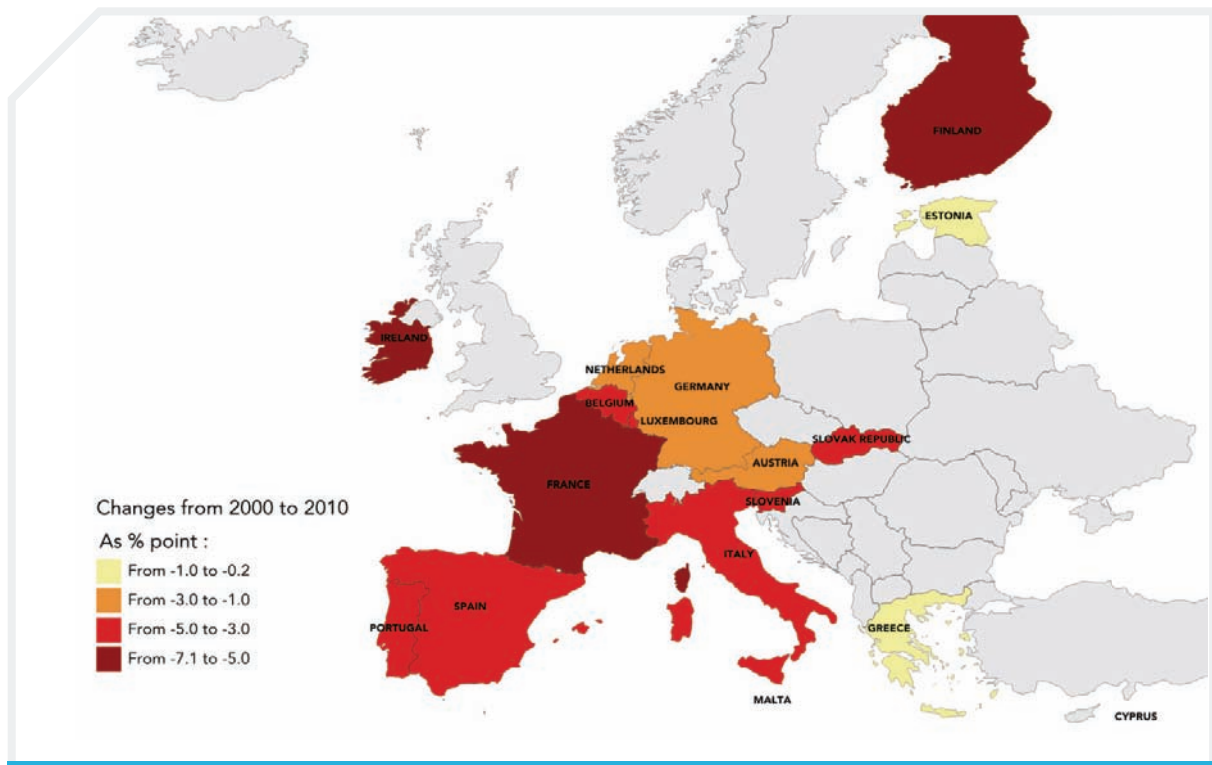 FINLAND
ESTONIA
IRELAND
NETHERLANDS
GERMANY
BELGIUM
LUXEMBOURG
SLOVAK REPUBLIC
AUSTRIA
FRANCE
SLOVENIA
Changes from 2000 to 2010
As % point :
From -1.0 to -0.2
From -3.0 to -1.0
From -5.0 to -3.0
From -7.1 to -5.0
ITALY
SPAIN
PORTUGAL
GREECE
MALTA
CYPRUS